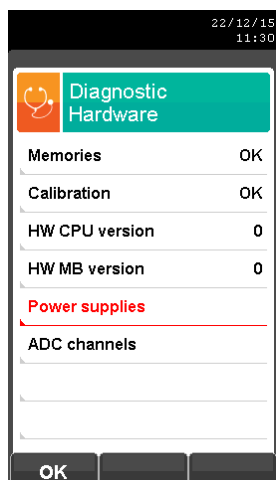 22/12/15
11:30
Diagnostic
Hardware
Memories OK
Calibration OK
HW CPU version 0
HW MB version 0
Power supplies
ADC channels
OK